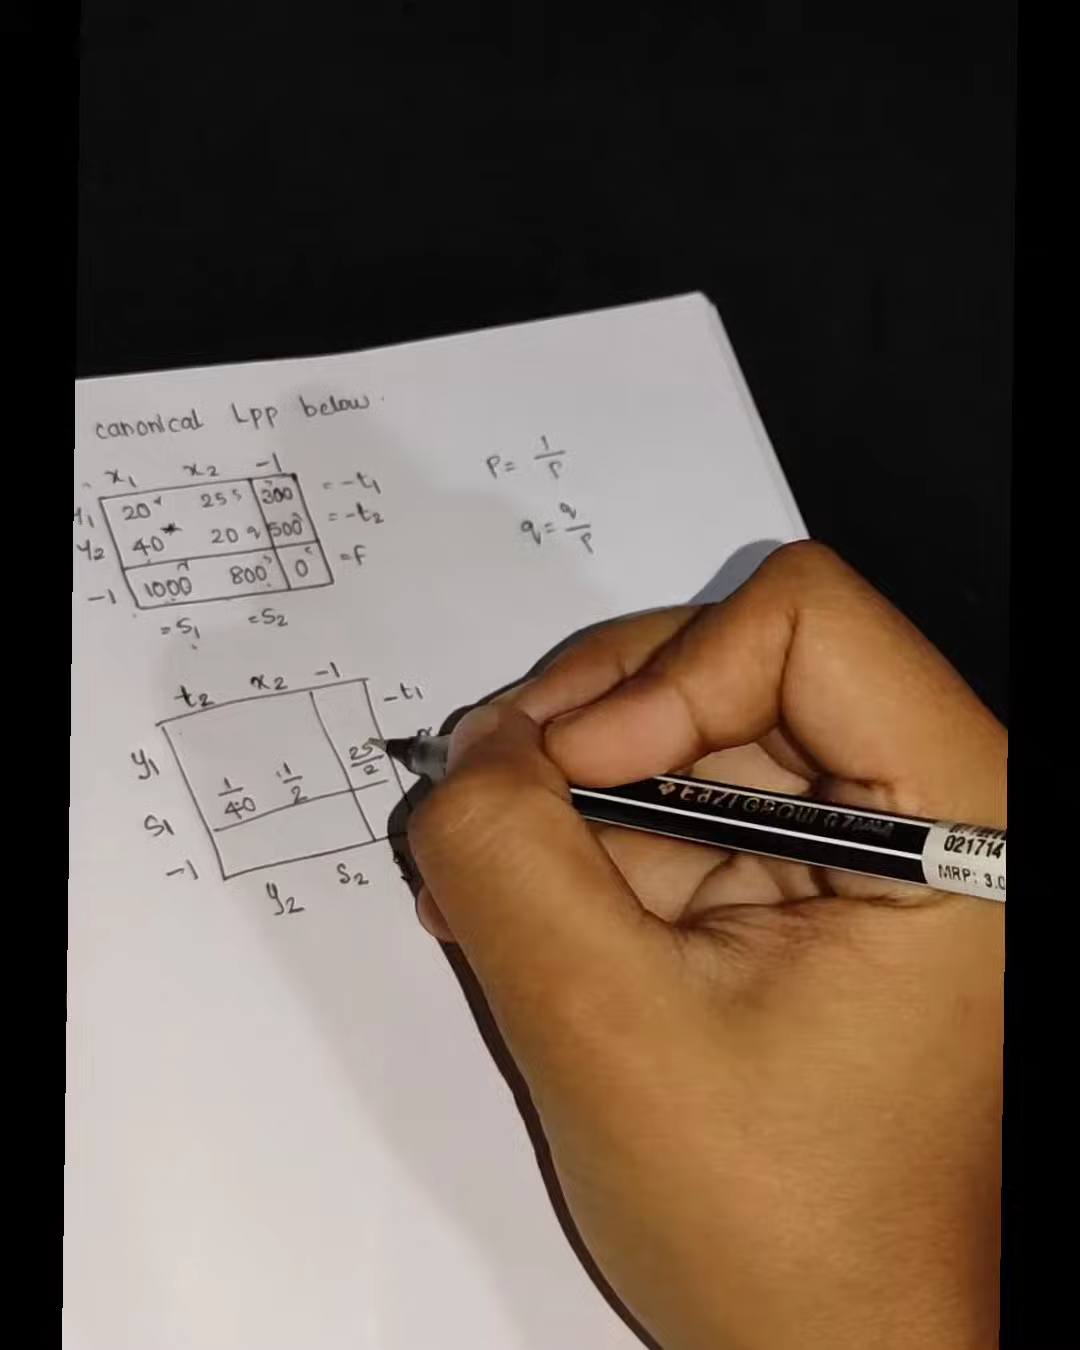 canonical Lpp below.
x1 x2 -1
20 25 300 = -t1
y2 40* 20 500 = -t2
-1 1000 800 0 = f
= S1 = S2
P = 1/P
q = q/P
t2 x2 -1
y1 -t1
S1 1/40 1/2 25/2
-1
y2 S2
021714
MRP: 3.0